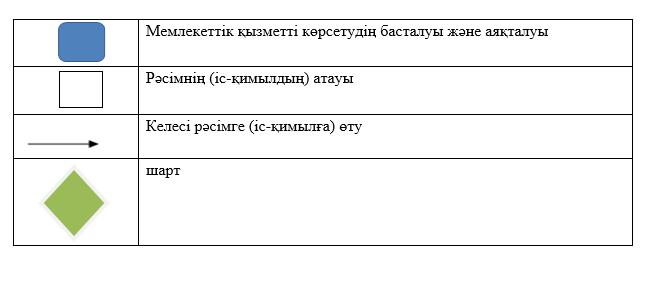 Мемлекеттік қызметті көрсетудің басталуы және аяқталуы
Рәсімнің (іс-қимылдың) атауы
Келесі рәсімге (іс-қимылға) өту
шарт